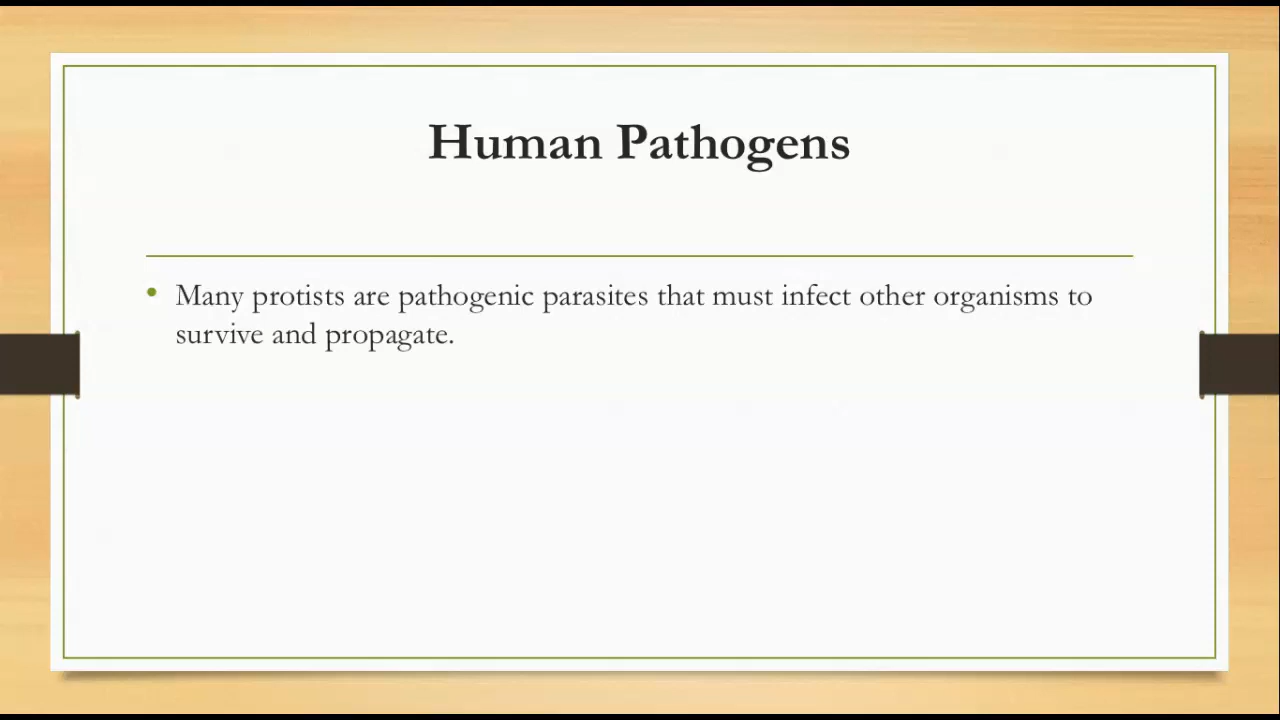 Human Pathogens
• Many protists are pathogenic parasites that must infect other organisms to
survive and propagate.